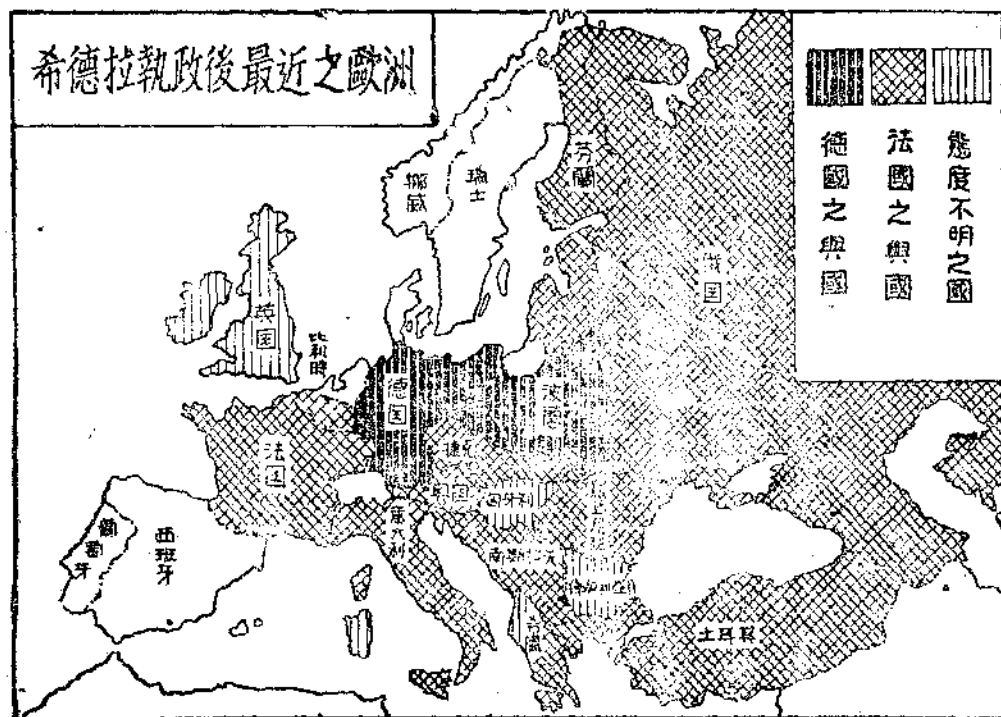 希德拉執政後最近之歐洲
態度不明之國
法國之與國
德國之與國
挪威
瑞士
芬蘭
俄国
英国
比利時
德国
波蘭
捷克
法国
奧国
匈牙利
意大利
南斯拉夫
葡萄牙
西班牙
土耳其